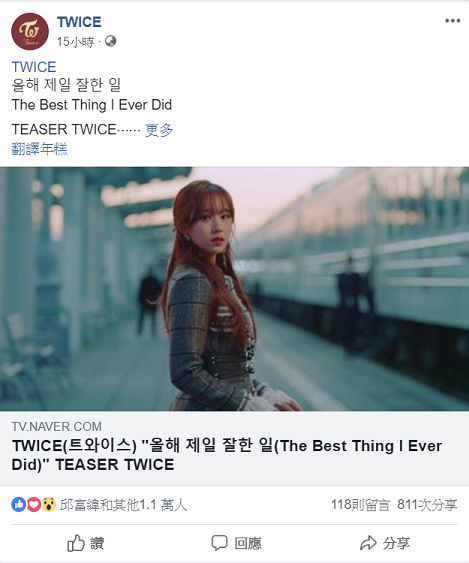 TWICE
15小時
TWICE
올해 제일 잘한 일
The Best Thing I Ever Did
TEASER TWICE⋯⋯ 更多
翻譯年糕
TV.NAVER.COM
TWICE(트와이스) "올해 제일 잘한 일(The Best Thing I Ever
Did)" TEASER TWICE
邱富緯和其他1.1 萬人 118則留言 811次分享
讚 回應 分享